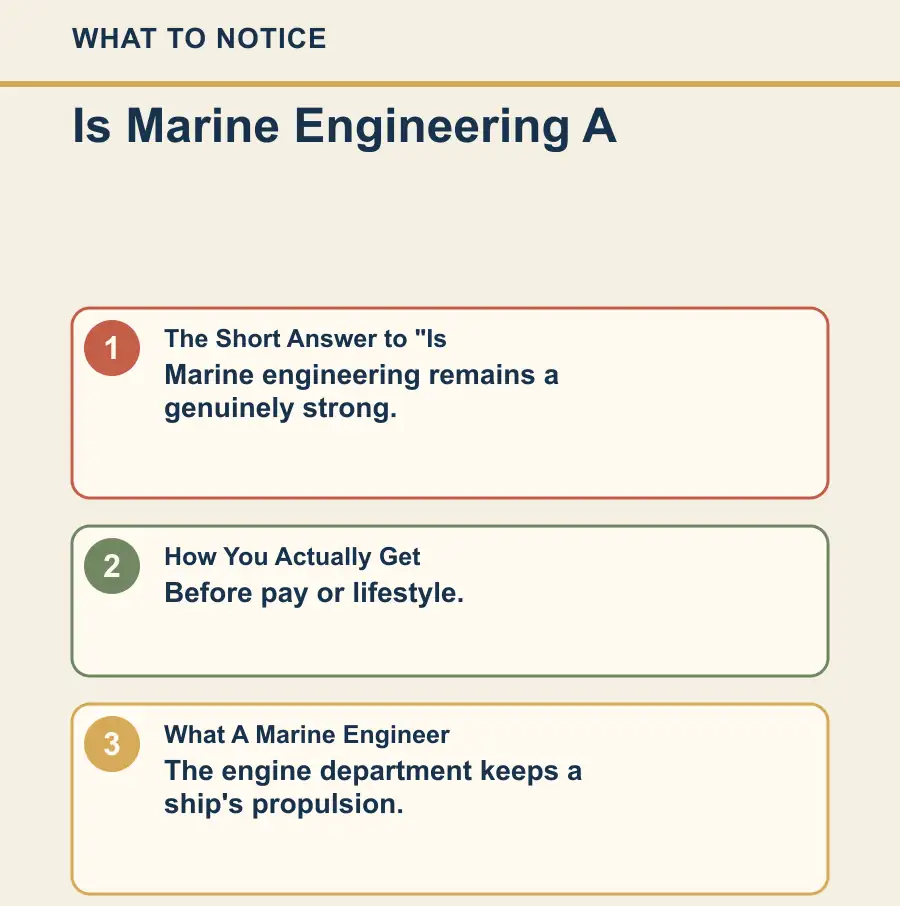 WHAT TO NOTICE
Is Marine Engineering A
1
The Short Answer to "Is
Marine engineering remains a
genuinely strong.
2
How You Actually Get
Before pay or lifestyle.
3
What A Marine Engineer
The engine department keeps a
ship's propulsion.